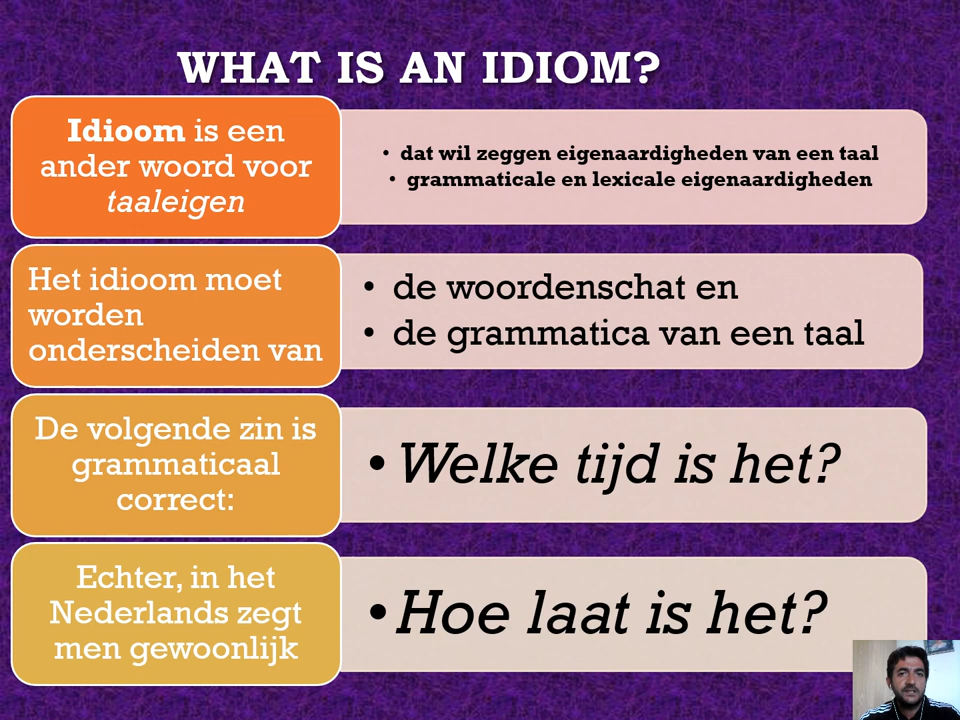 WHAT IS AN IDIOM?
Idioom is een
ander woord voor
taaleigen
• dat wil zeggen eigenaardigheden van een taal
• grammaticale en lexicale eigenaardigheden
Het idioom moet
worden
onderscheiden van
• de woordenschat en
• de grammatica van een taal
De volgende zin is
grammaticaal
correct:
• Welke tijd is het?
Echter, in het
Nederlands zegt
men gewoonlijk
• Hoe laat is het?